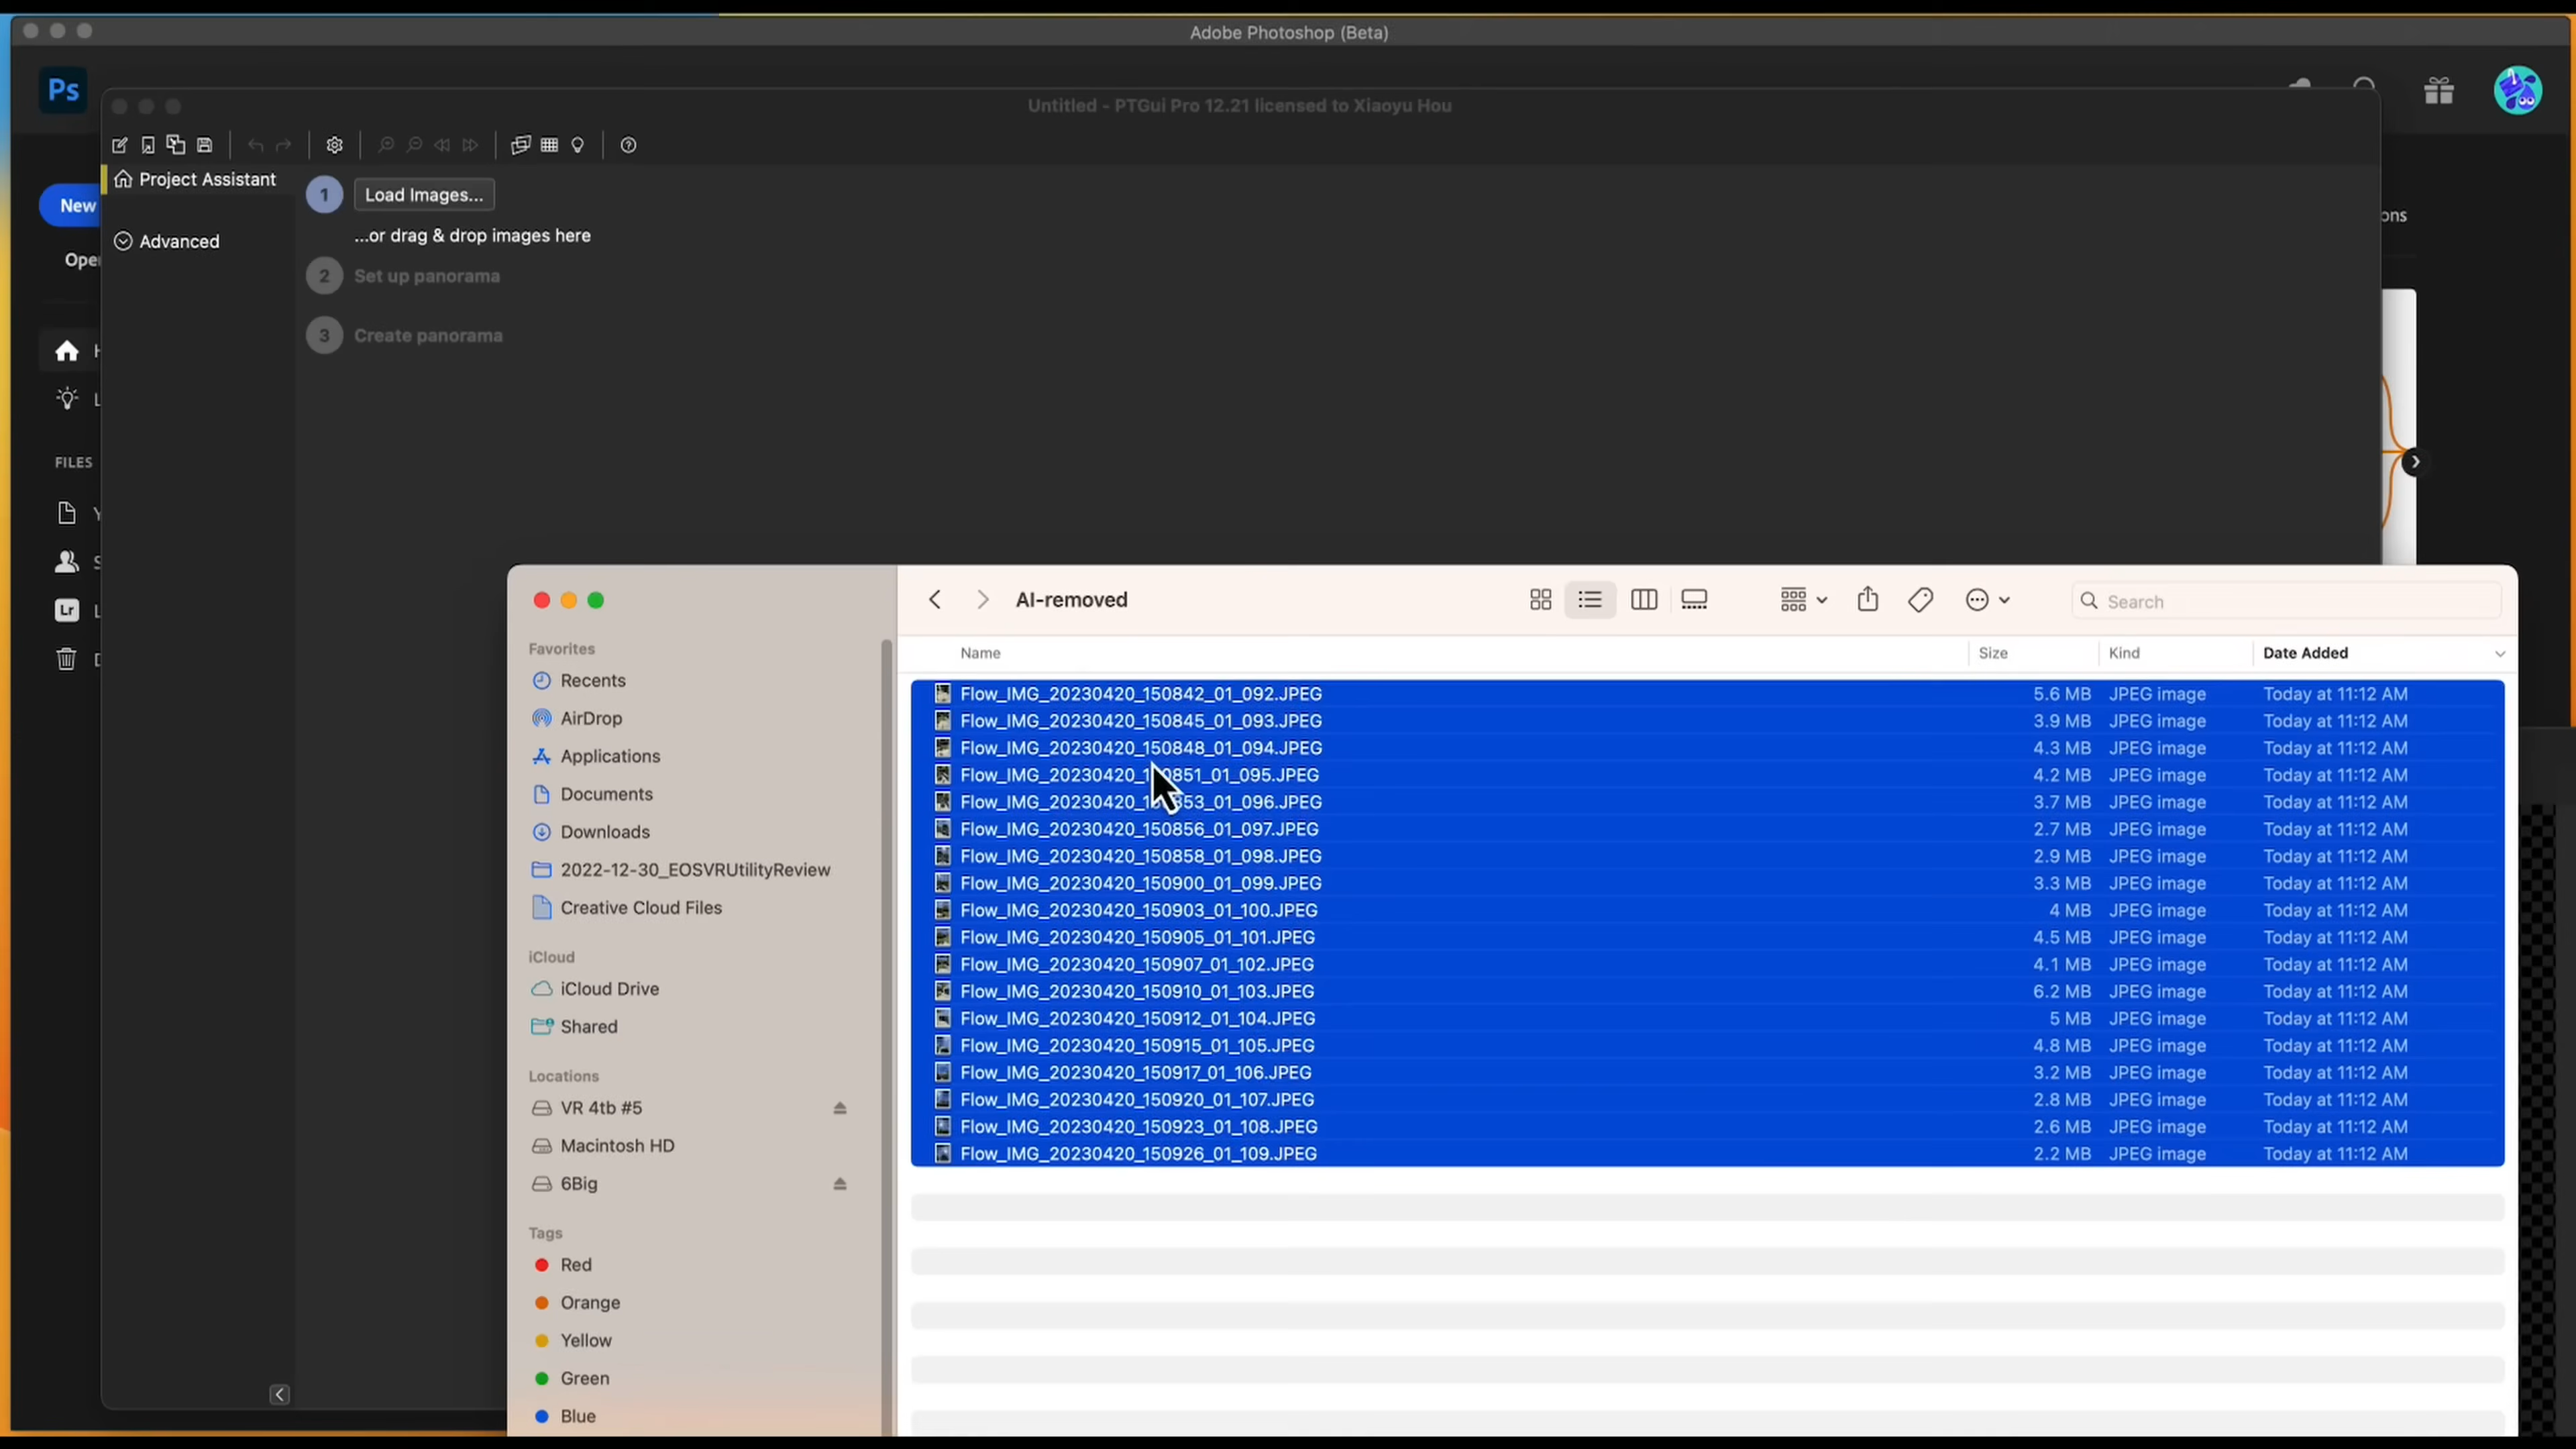 Adobe Photoshop (Beta)
Ps
Untitled - PTGui Pro 12.21 licensed to Xiaoyu Hou
Project Assistant
1 Load Images...
New
...or drag & drop images here
Advanced
2 Set up panorama
3 Create panorama
FILES
Lr
AI-removed
Search
Favorites
Recents
AirDrop
Applications
Documents
Downloads
2022-12-30_EOSVRUtilityReview
Creative Cloud Files
iCloud
iCloud Drive
Shared
Locations
VR 4tb #5
Macintosh HD
6Big
Tags
Red
Orange
Yellow
Green
Blue
Name Size Kind Date Added
Flow_IMG_20230420_150842_01_092.JPEG 5.6 MB JPEG image Today at 11:12 AM
Flow_IMG_20230420_150845_01_093.JPEG 3.9 MB JPEG image Today at 11:12 AM
Flow_IMG_20230420_150848_01_094.JPEG 4.3 MB JPEG image Today at 11:12 AM
4.2 MB JPEG image Today at 11:12 AM
3.7 MB JPEG image Today at 11:12 AM
Flow_IMG_20230420_150856_01_097.JPEG 2.7 MB JPEG image Today at 11:12 AM
Flow_IMG_20230420_150858_01_098.JPEG 2.9 MB JPEG image Today at 11:12 AM
Flow_IMG_20230420_150900_01_099.JPEG 3.3 MB JPEG image Today at 11:12 AM
Flow_IMG_20230420_150903_01_100.JPEG 4 MB JPEG image Today at 11:12 AM
Flow_IMG_20230420_150905_01_101.JPEG 4.5 MB JPEG image Today at 11:12 AM
Flow_IMG_20230420_150907_01_102.JPEG 4.1 MB JPEG image Today at 11:12 AM
Flow_IMG_20230420_150910_01_103.JPEG 6.2 MB JPEG image Today at 11:12 AM
Flow_IMG_20230420_150912_01_104.JPEG 5 MB JPEG image Today at 11:12 AM
Flow_IMG_20230420_150915_01_105.JPEG 4.8 MB JPEG image Today at 11:12 AM
Flow_IMG_20230420_150917_01_106.JPEG 3.2 MB JPEG image Today at 11:12 AM
Flow_IMG_20230420_150920_01_107.JPEG 2.8 MB JPEG image Today at 11:12 AM
Flow_IMG_20230420_150923_01_108.JPEG 2.6 MB JPEG image Today at 11:12 AM
Flow_IMG_20230420_150926_01_109.JPEG 2.2 MB JPEG image Today at 11:12 AM